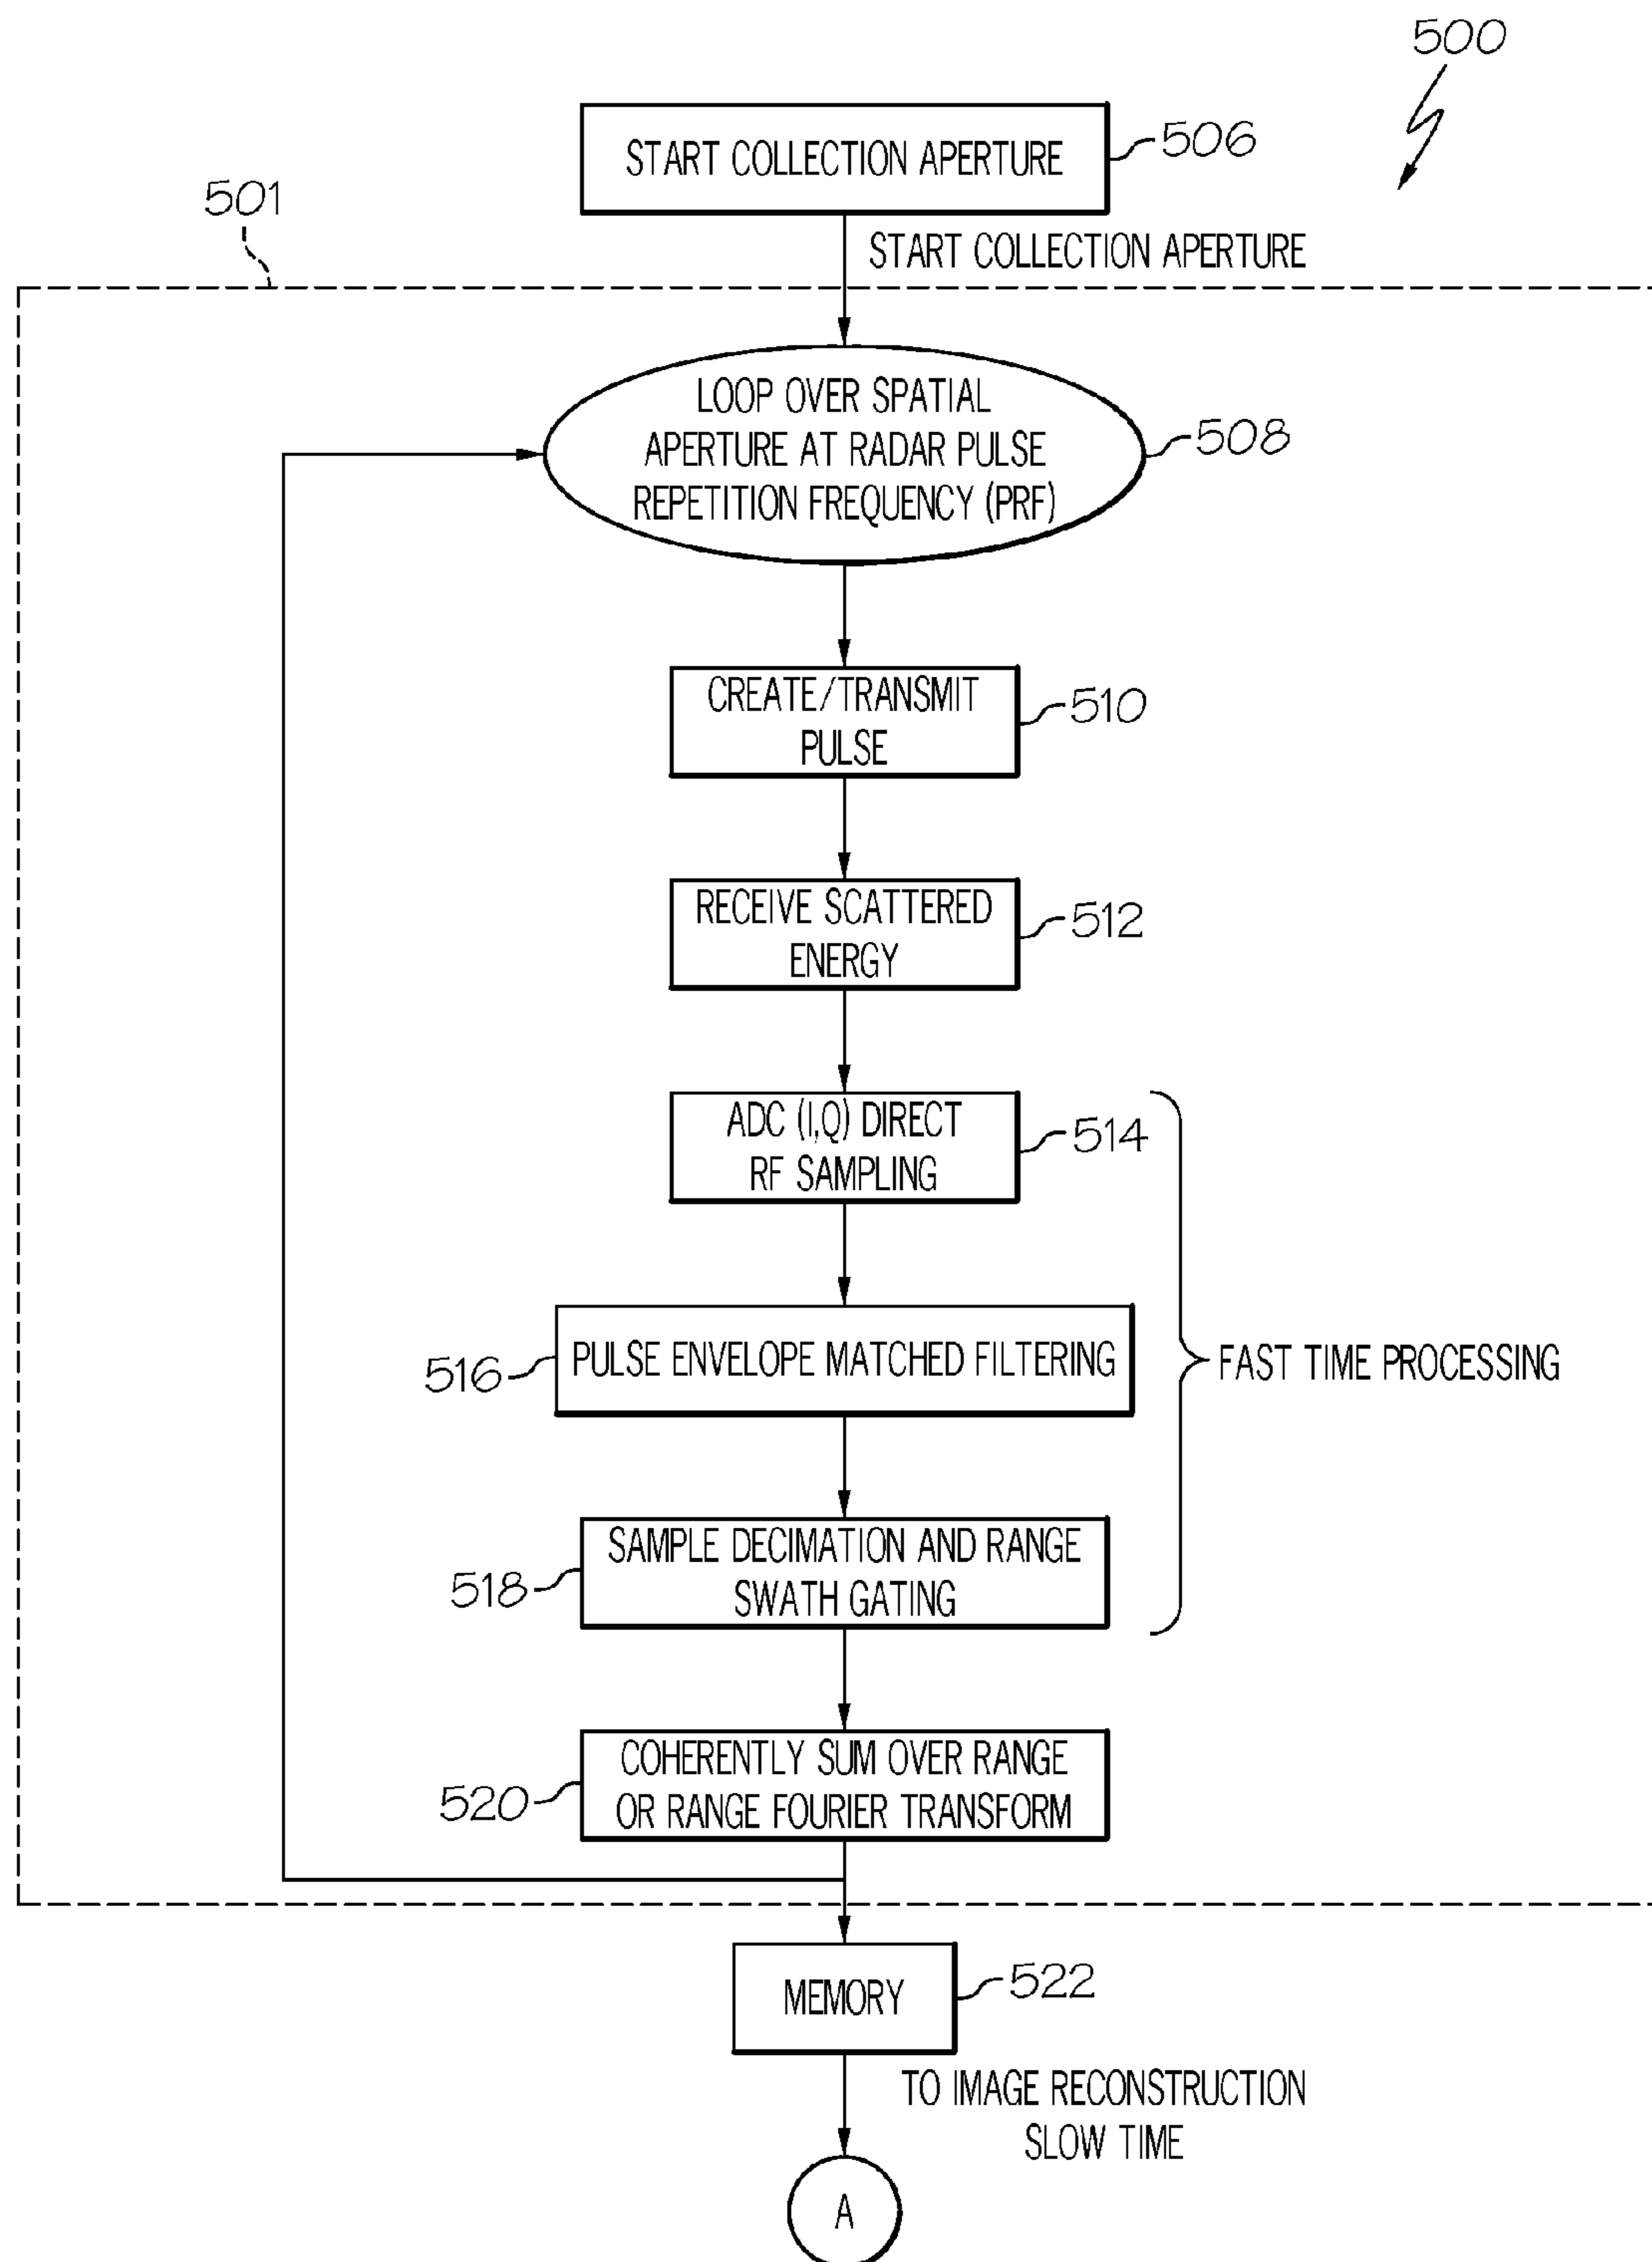 500
START COLLECTION APERTURE
506
501
START COLLECTION APERTURE
LOOP OVER SPATIAL
APERTURE AT RADAR PULSE
REPETITION FREQUENCY (PRF)
508
CREATE/TRANSMIT
PULSE
510
RECEIVE SCATTERED
ENERGY
512
ADC (I,Q) DIRECT
RF SAMPLING
514
PULSE ENVELOPE MATCHED FILTERING
516
FAST TIME PROCESSING
SAMPLE DECIMATION AND RANGE
SWATH GATING
518
COHERENTLY SUM OVER RANGE
OR RANGE FOURIER TRANSFORM
520
MEMORY
522
TO IMAGE RECONSTRUCTION
SLOW TIME
A